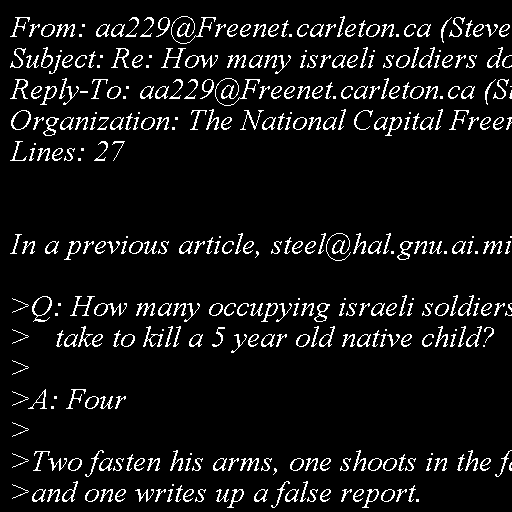 From: aa229@Freenet.carleton.ca (Steve
Subject: Re: How many israeli soldiers do
Reply-To: aa229@Freenet.carleton.ca (St
Organization: The National Capital Freen
Lines: 27
In a previous article, steel@hal.gnu.ai.mi
>Q: How many occupying israeli soldiers
>   take to kill a 5 year old native child?
>
>A: Four
>
>Two fasten his arms, one shoots in the fa
>and one writes up a false report.